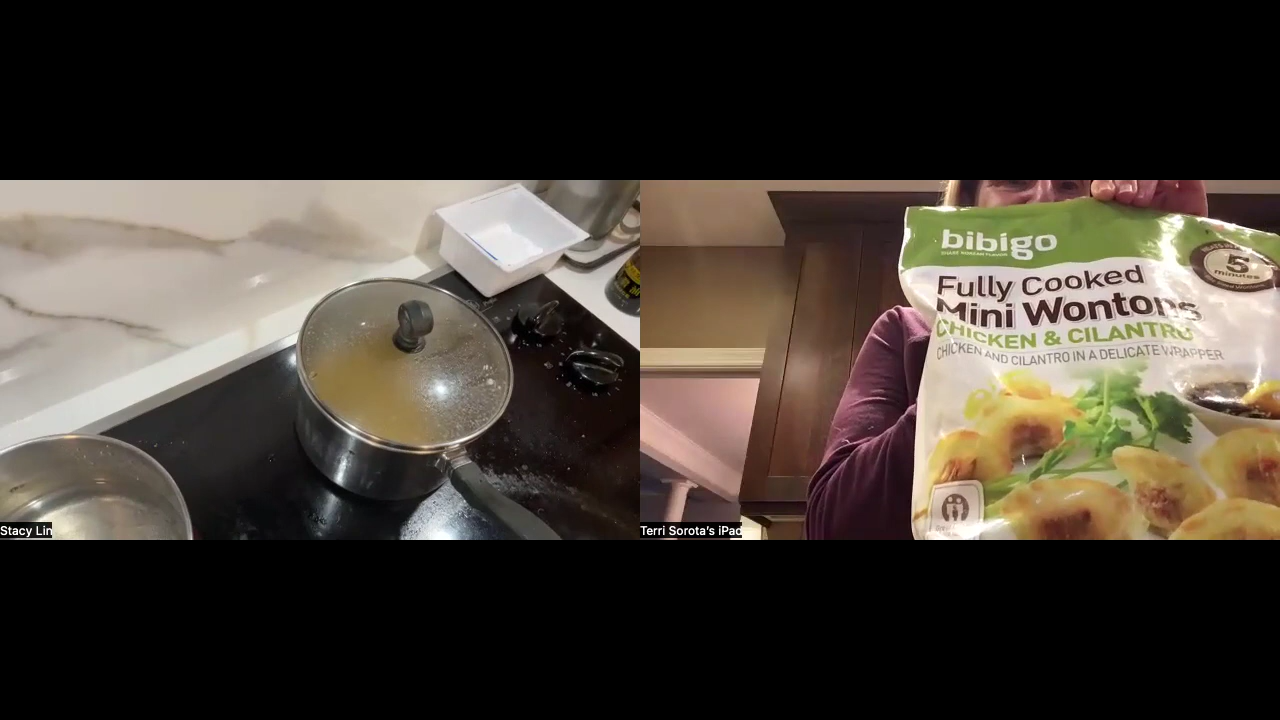 bibigo
Fully Cooked
5
minutes
Mini Wontons
CHICKEN & CILANTRO
CHICKEN AND CILANTRO IN A DELICATE WRAPPER
Stacy Lin
Terri Sorota's iPad